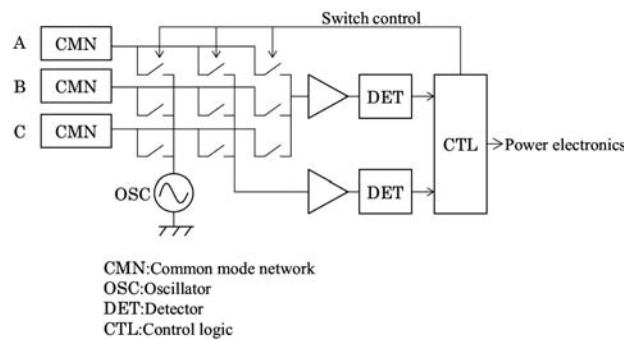 Switch control
A CMN
B CMN
C CMN
DET
CTL
Power electronics
OSC
DET
CMN:Common mode network
OSC:Oscillator
DET:Detector
CTL:Control logic